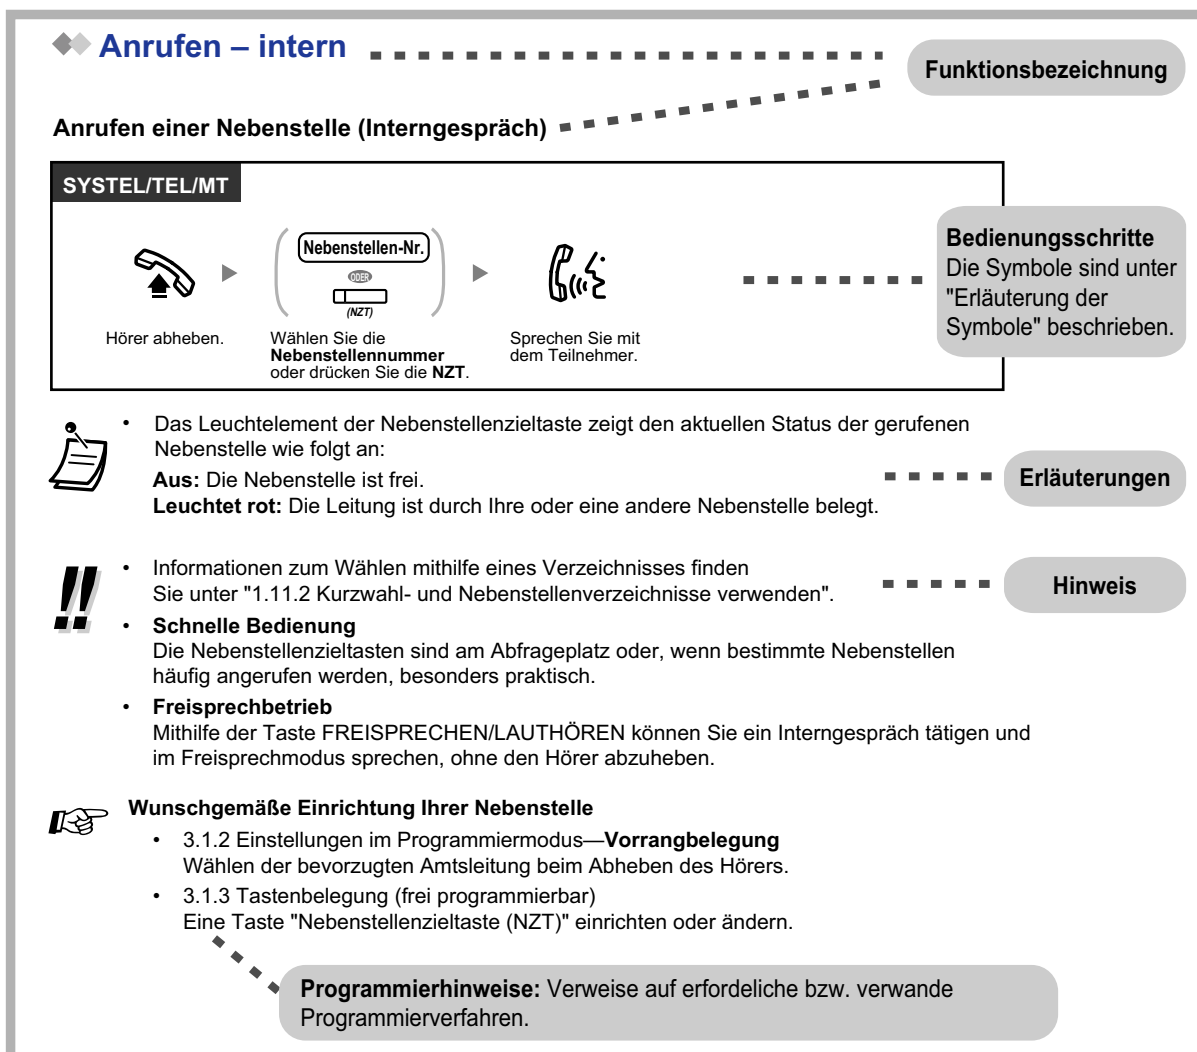 Anrufen – intern
Funktionsbezeichnung
Anrufen einer Nebenstelle (Interngespräch)
SYSTEL/TEL/MT
Nebenstellen-Nr.
ODER
(NZT)
Hörer abheben.
Wählen Sie die
Nebenstellennummer
oder drücken Sie die NZT.
Sprechen Sie mit
dem Teilnehmer.
Bedienungsschritte
Die Symbole sind unter
"Erläuterung der
Symbole" beschrieben.
• Das Leuchtelement der Nebenstellenzieltaste zeigt den aktuellen Status der gerufenen
Nebenstelle wie folgt an:
Aus: Die Nebenstelle ist frei.
Leuchtet rot: Die Leitung ist durch Ihre oder eine andere Nebenstelle belegt.
Erläuterungen
!!
• Informationen zum Wählen mithilfe eines Verzeichnisses finden
Sie unter "1.11.2 Kurzwahl- und Nebenstellenverzeichnisse verwenden".
Hinweis
• Schnelle Bedienung
Die Nebenstellenzieltasten sind am Abfrageplatz oder, wenn bestimmte Nebenstellen
häufig angerufen werden, besonders praktisch.
• Freisprechbetrieb
Mithilfe der Taste FREISPRECHEN/LAUTHÖREN können Sie ein Interngespräch tätigen und
im Freisprechmodus sprechen, ohne den Hörer abzuheben.
Wunschgemäße Einrichtung Ihrer Nebenstelle
• 3.1.2 Einstellungen im Programmiermodus—Vorrangbelegung
Wählen der bevorzugten Amtsleitung beim Abheben des Hörers.
• 3.1.3 Tastenbelegung (frei programmierbar)
Eine Taste "Nebenstellenzieltaste (NZT)" einrichten oder ändern.
Programmierhinweise: Verweise auf erfordeliche bzw. verwande
Programmierverfahren.